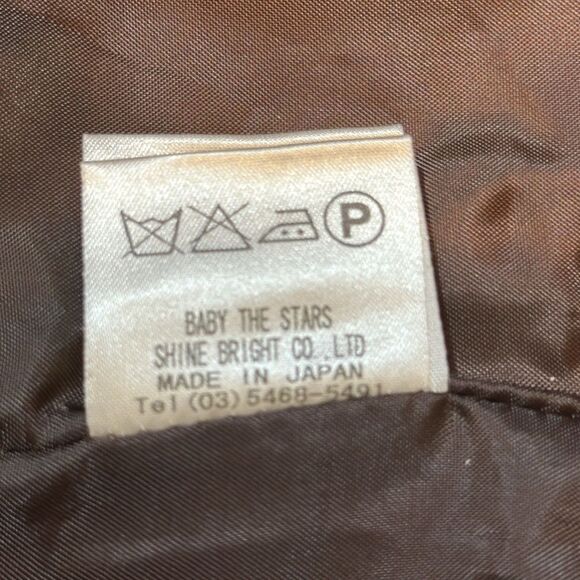 P
BABY THE STARS
SHINE BRIGHT CO.,LTD
MADE IN JAPAN
Tel (03)5468-5491